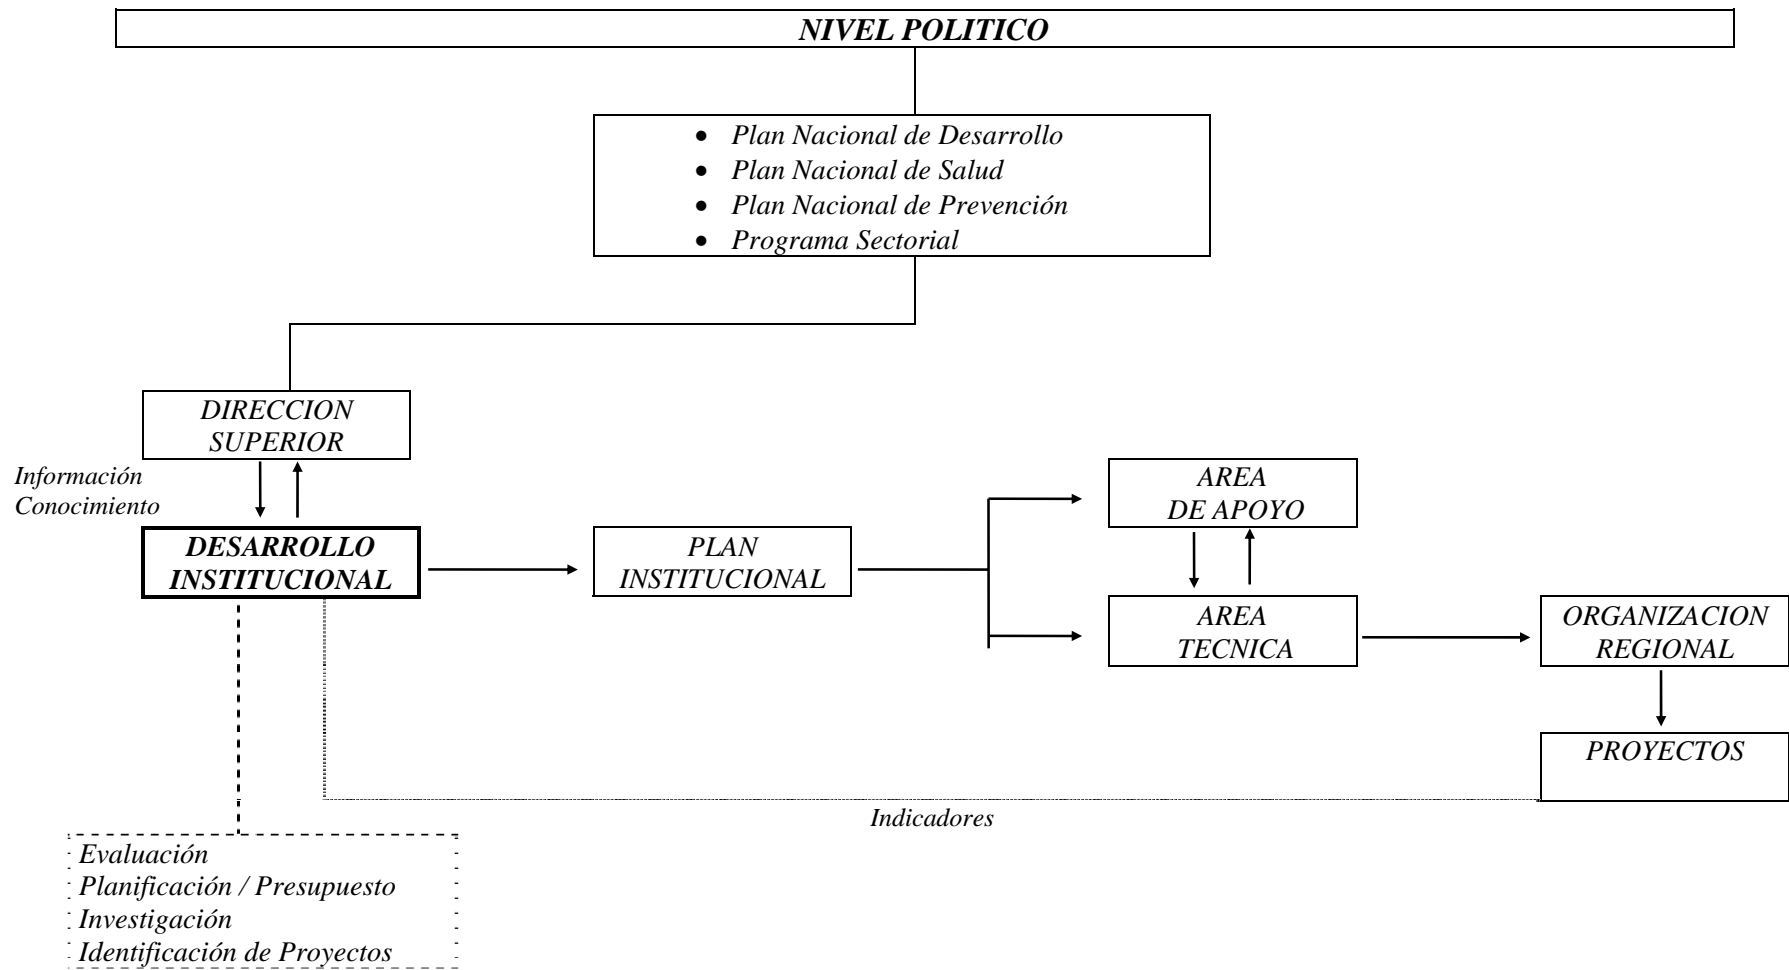 NIVEL POLITICO
• Plan Nacional de Desarrollo
• Plan Nacional de Salud
• Plan Nacional de Prevención
• Programa Sectorial
DIRECCION
SUPERIOR
Información
Conocimiento
DESARROLLO
INSTITUCIONAL
PLAN
INSTITUCIONAL
AREA
DE APOYO
AREA
TECNICA
ORGANIZACION
REGIONAL
PROYECTOS
Indicadores
Evaluación
Planificación / Presupuesto
Investigación
Identificación de Proyectos